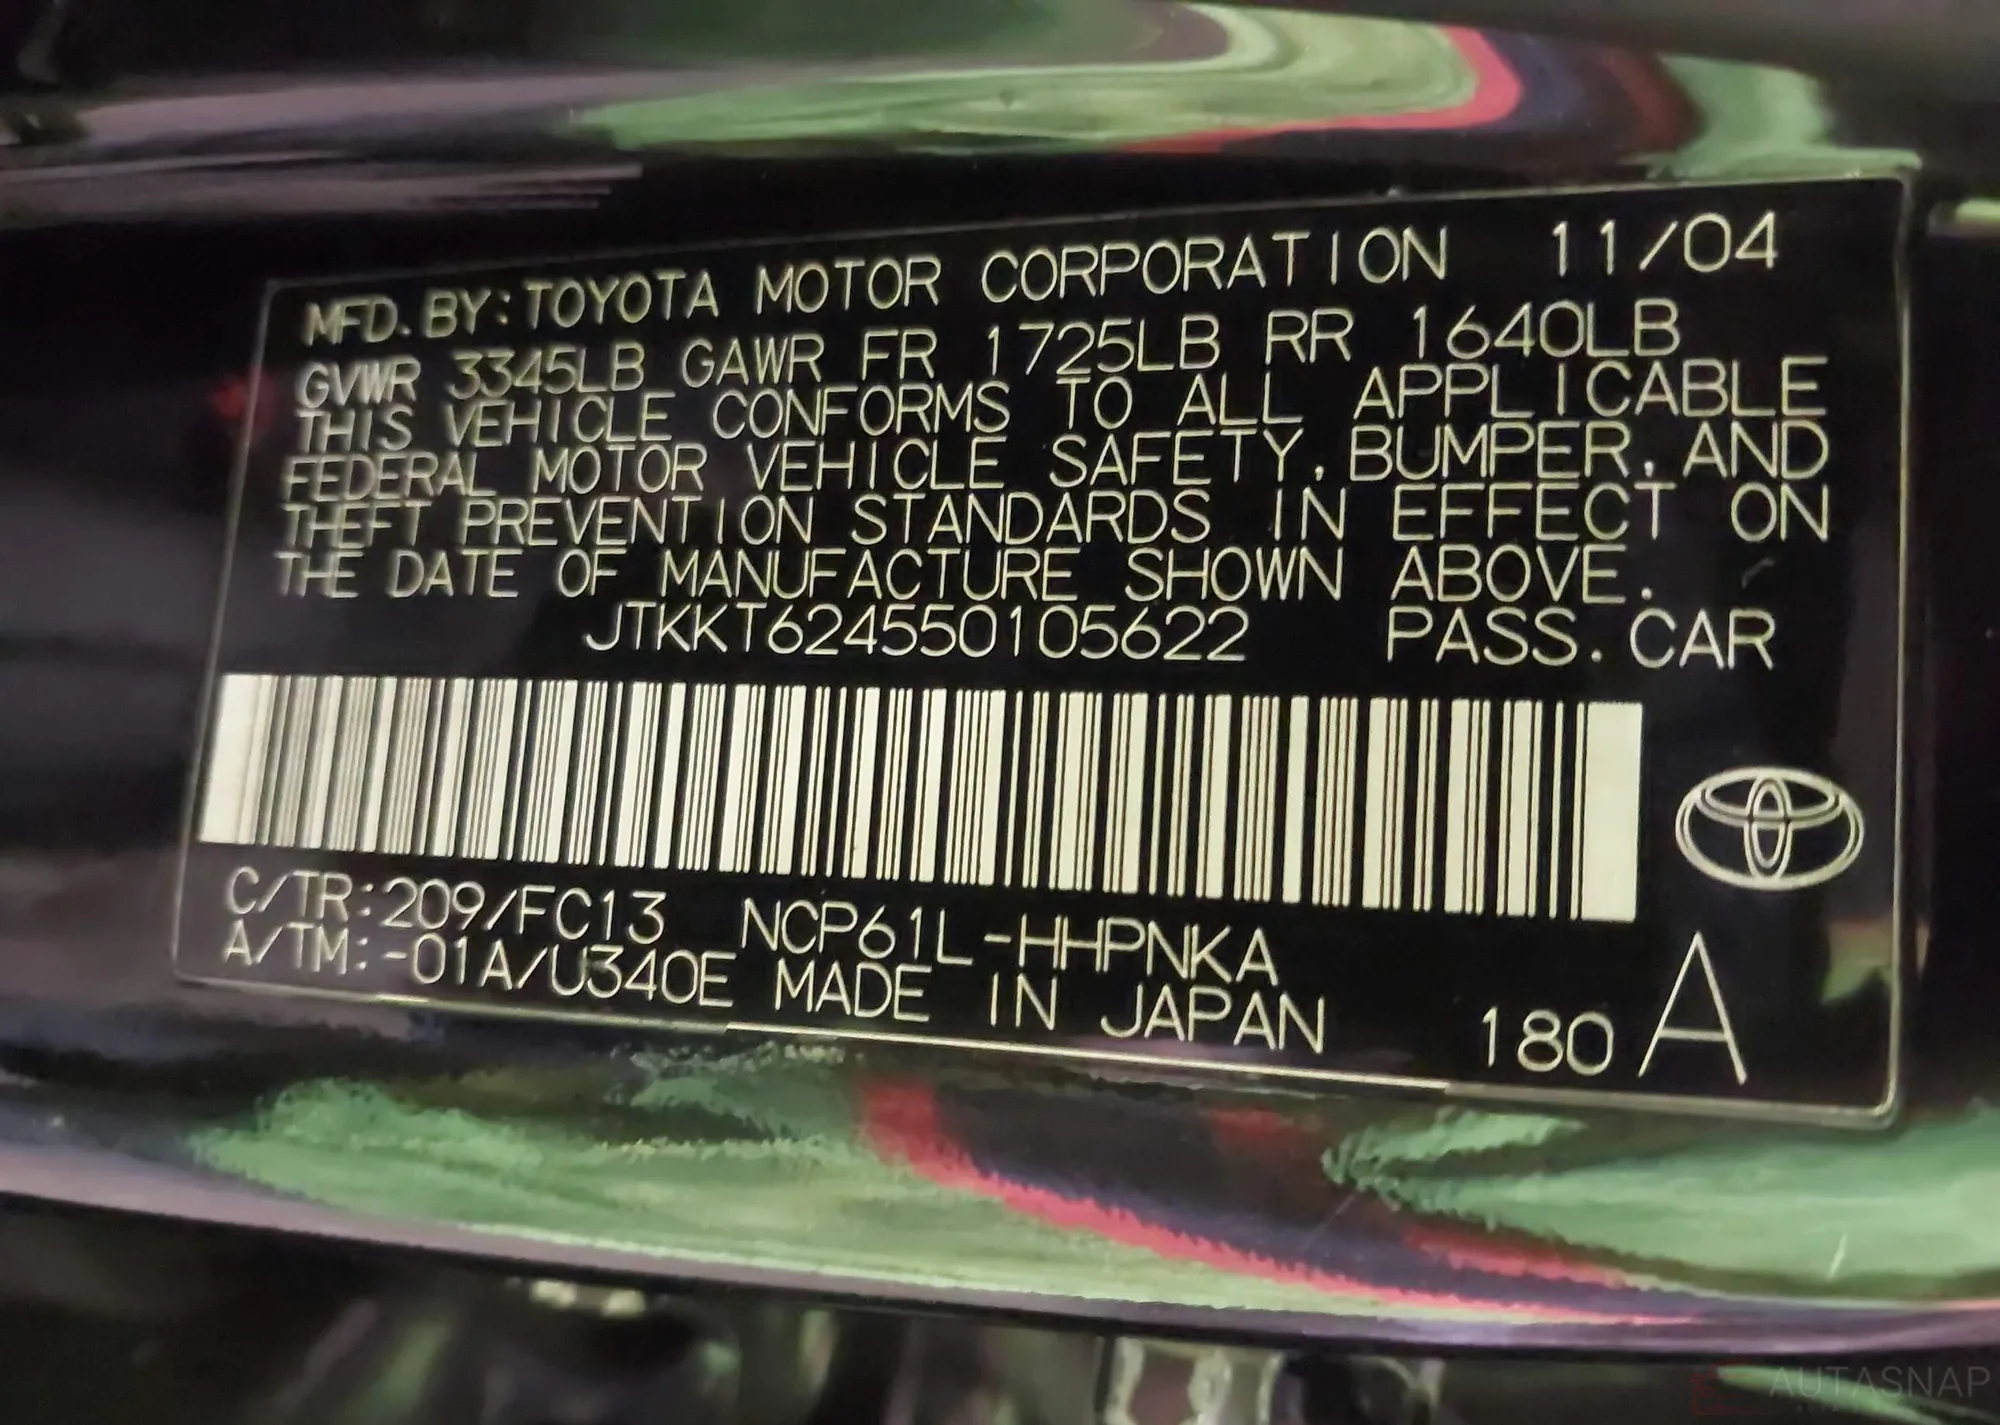 MFD. BY: TOYOTA MOTOR CORPORATION 11/04
GVWR 3345LB GAWR FR 1725LB RR 1640LB
THIS VEHICLE CONFORMS TO ALL APPLICABLE
FEDERAL MOTOR VEHICLE SAFETY, BUMPER, AND
THEFT PREVENTION STANDARDS IN EFFECT ON
THE DATE OF MANUFACTURE SHOWN ABOVE.
JTKKT624550105622 PASS. CAR
C/TR:209/FC13 NCP61L-HHPNKA
A/TM:-01A/U340E MADE IN JAPAN 180 A
AUTASNAP